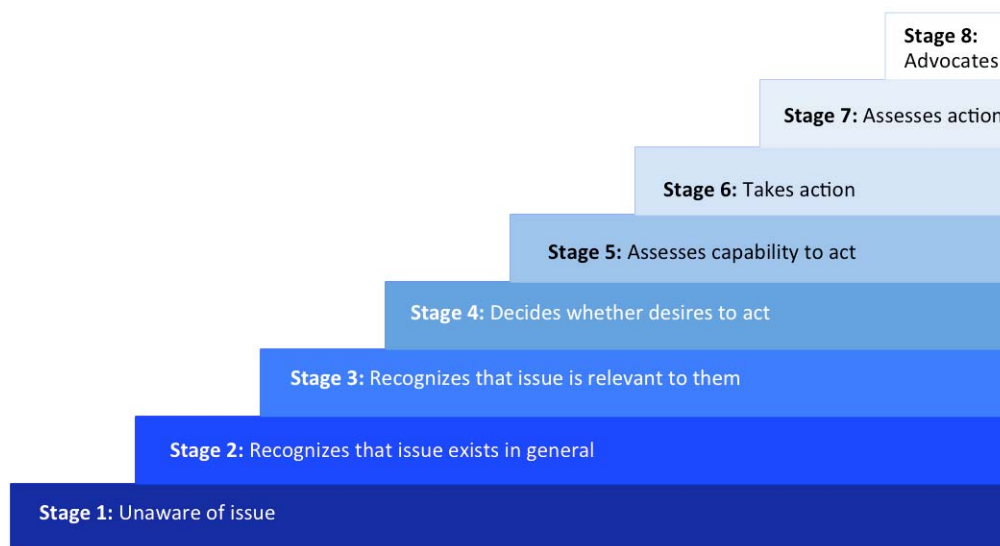 Stage 8:
Advocates
Stage 7: Assesses action
Stage 6: Takes action
Stage 5: Assesses capability to act
Stage 4: Decides whether desires to act
Stage 3: Recognizes that issue is relevant to them
Stage 2: Recognizes that issue exists in general
Stage 1: Unaware of issue